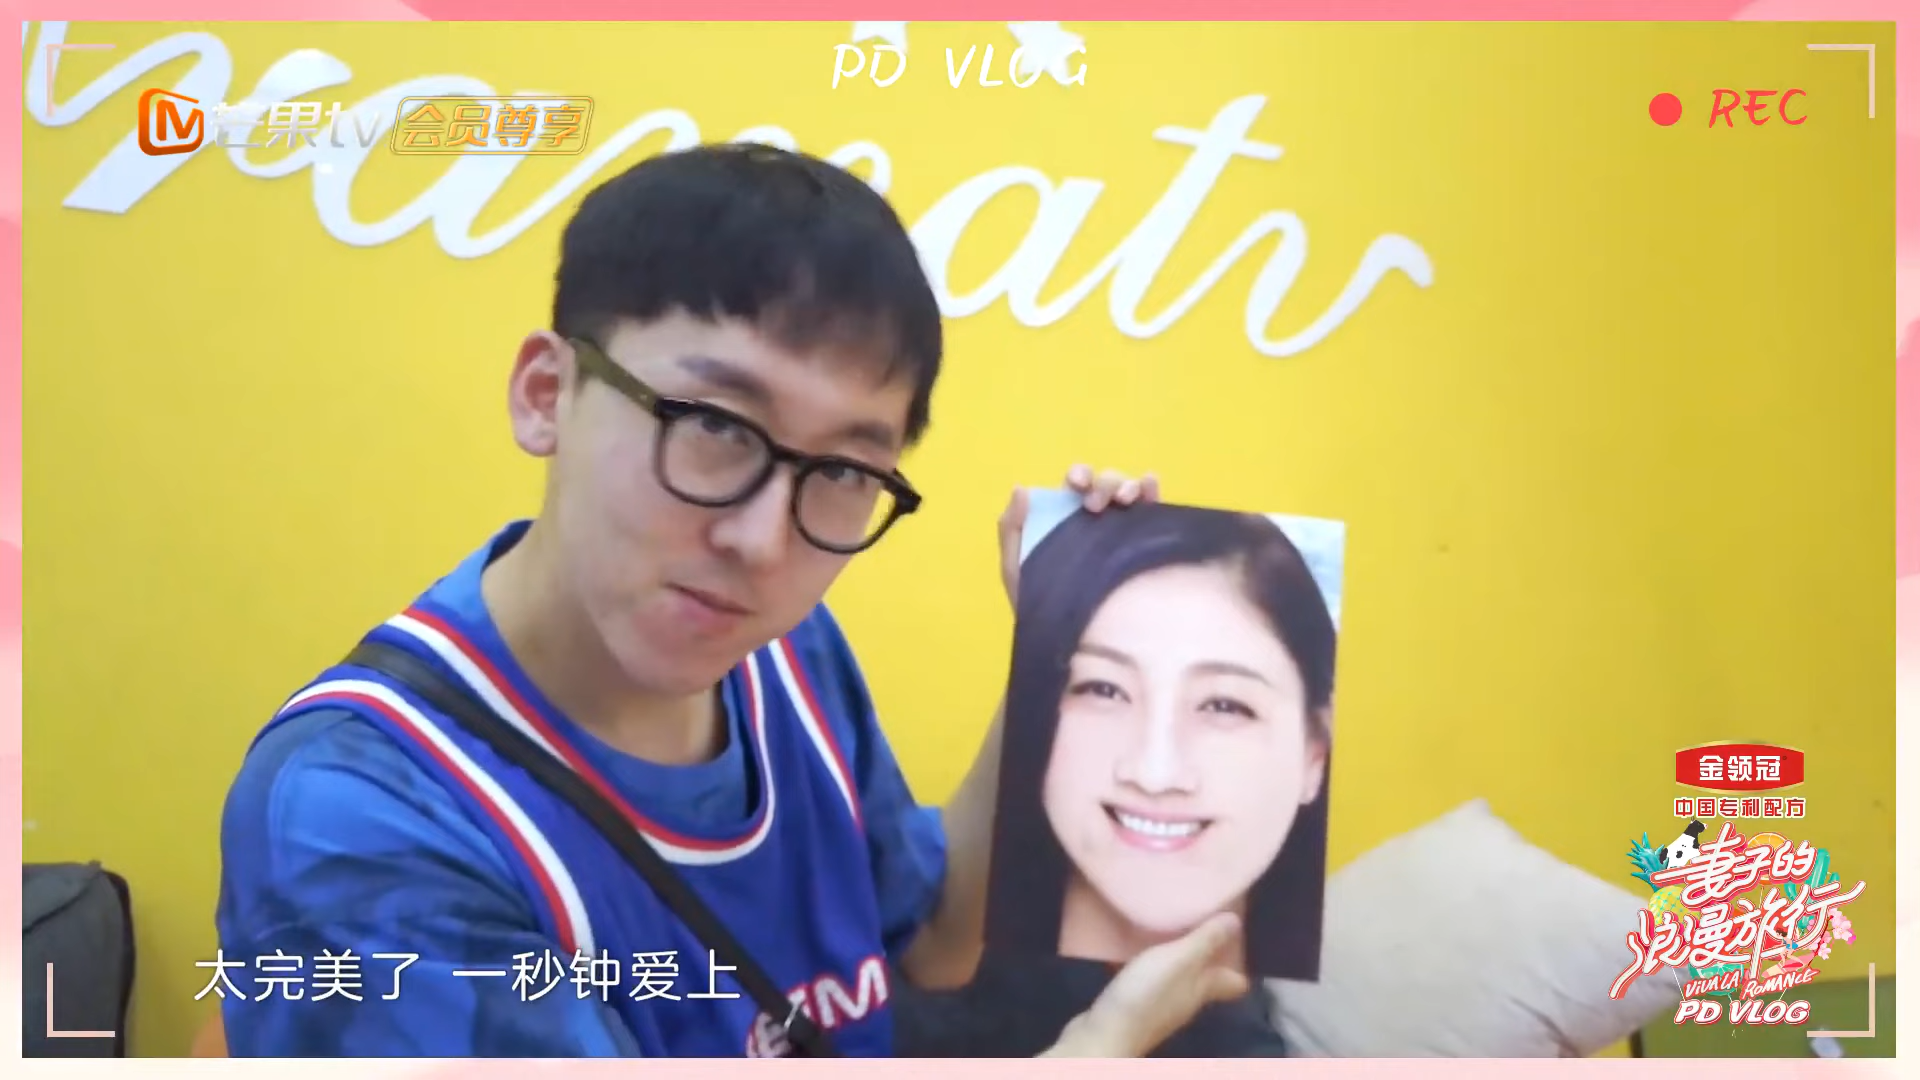 PD VLOG
REC
芒果tv 会员尊享
金领冠
中国专利配方
妻子的
浪漫旅行
VIVA LA ROMANCE
PD VLOG
太完美了 一秒钟爱上